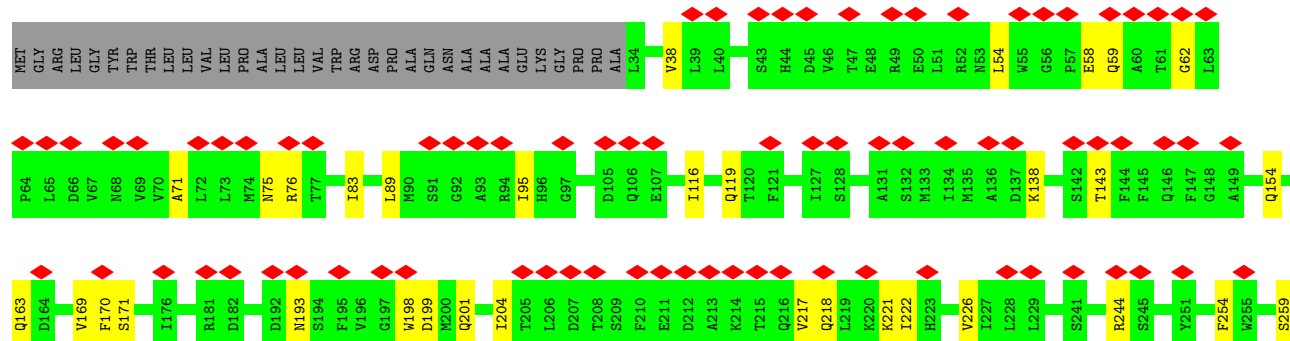 MET GLY ARG LEU GLY TYR TRP THR LEU LEU VAL LEU PRO ALA LEU LEU VAL TRP ARG ASP PRO ALA GLN ASN ALA ALA ALA GLU LYS GLY PRO PRO ALA L34 V38 L39 L40 S43 H44 D45 V46 T47 E48 R49 E50 L51 R52 N53 L54 W55 G56 P57 E58 Q59 A60 T61 G62 L63
P64 L65 D66 V67 N68 V69 V70 A71 L72 L73 M74 N75 R76 T77 I83 L89 M90 S91 G92 A93 R94 I95 H96 G97 D105 Q106 E107 I116 Q119 T120 F121 I127 S128 A131 S132 M133 I134 M135 A136 D137 K138 S142 T143 F144 F145 Q146 F147 G148 A149 Q154
Q163 D164 V169 F170 S171 I176 R181 D182 D192 N193 S194 F195 V196 G197 W198 D199 M200 Q201 I204 T205 L206 D207 T208 S209 F210 E211 D212 A213 K214 T215 Q216 V217 Q218 L219 K220 K221 I222 H223 V226 I227 L228 L229 S241 R244 S245 Y251 F254 W255 S259